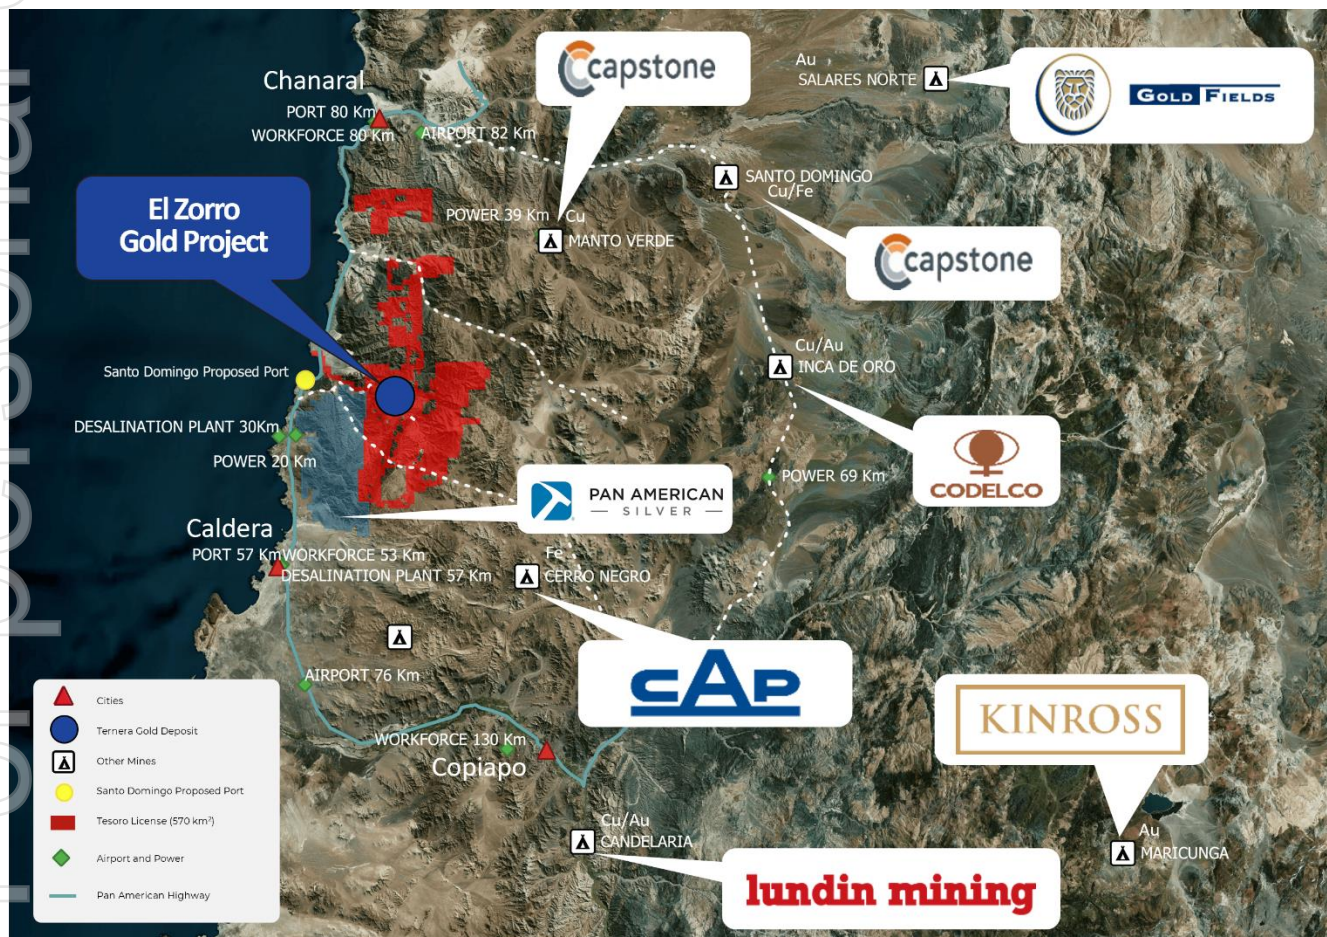 Chanaral
PORT 80 Km
WORKFORCE 80 Km
AIRPORT 82 Km
capstone
Au
SALARES NORTE
GOLD FIELDS
El Zorro
Gold Project
SANTO DOMINGO
Cu/Fe
POWER 39 Km
Cu
MANTO VERDE
capstone
Santo Domingo Proposed Port
Cu/Au
INCA DE ORO
DESALINATION PLANT 30Km
POWER 20 Km
POWER 69 Km
CODELCO
PAN AMERICAN
SILVER
Caldera
PORT 57 Km
WORKFORCE 53 Km
DESALINATION PLANT 57 Km
Fe
CERRO NEGRO
CAP
AIRPORT 76 Km
WORKFORCE 130 Km
Copiapo
KINROSS
Cu/Au
CANDELARIA
Au
MARICUNGA
lundin mining
Cities
Ternera Gold Deposit
Other Mines
Santo Domingo Proposed Port
Tesoro License (570 km²)
Airport and Power
Pan American Highway